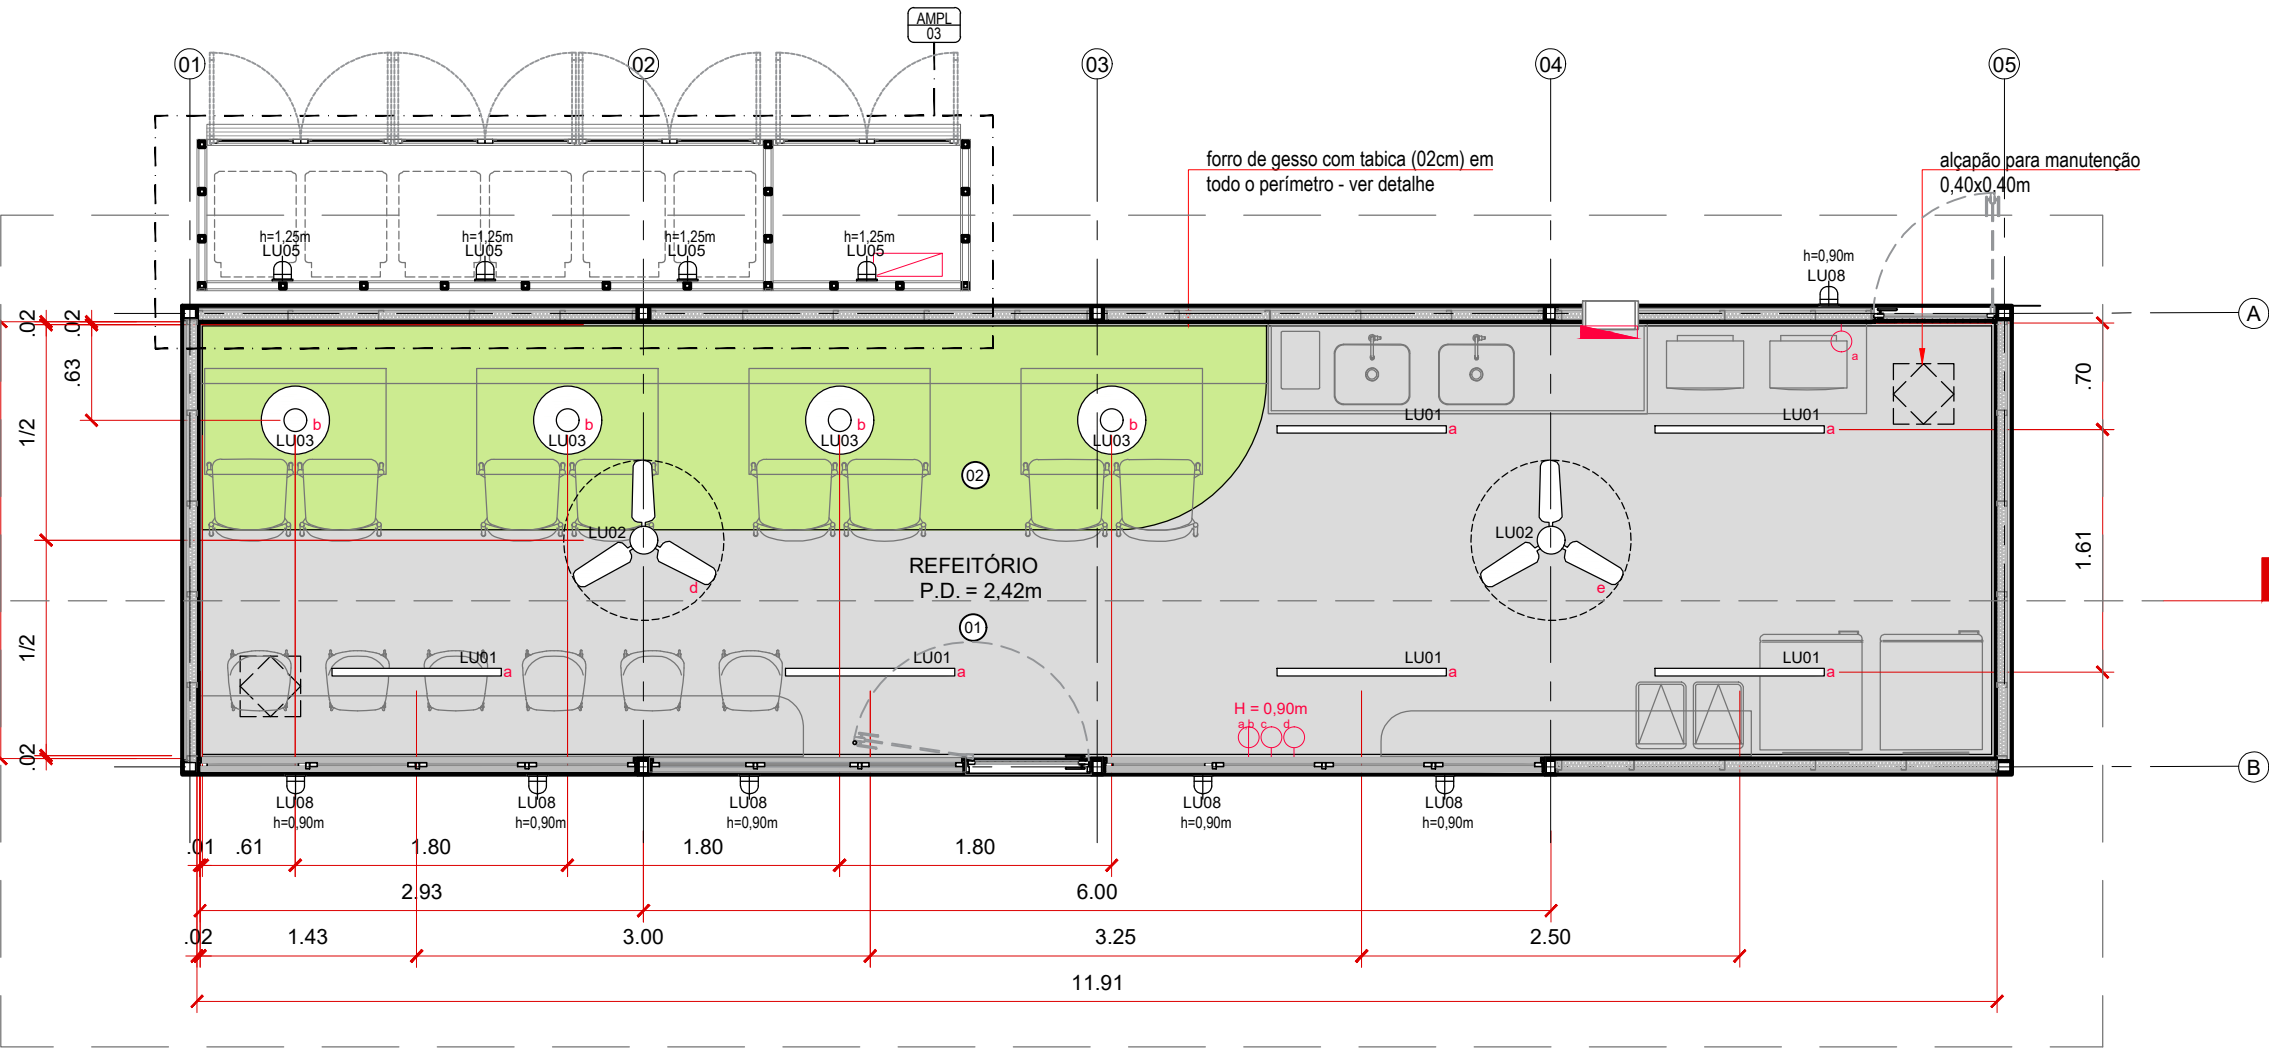 AMPL
03
01
02
03
04
05
forro de gesso com tabica (02cm) em
todo o perímetro - ver detalhe
alçapão para manutenção
0,40x0,40m
h=1,25m
LU05
h=1,25m
LU05
h=1,25m
LU05
h=1,25m
LU05
h=0,90m
LU08
A
.02
.02
.63
1/2
1/2
.02
a
.70
1.61
LU01
a
LU01
a
b
LU03
b
LU03
b
LU03
b
LU03
02
LU02
d
LU02
e
REFEITÓRIO
P.D. = 2,42m
01
LU01
a
LU01
a
LU01
a
LU01
a
H = 0,90m
a b c d
B
LU08
h=0,90m
LU08
h=0,90m
LU08
h=0,90m
LU08
h=0,90m
LU08
h=0,90m
.01 .61 1.80 1.80 1.80
2.93 6.00
.02 1.43 3.00 3.25 2.50
11.91